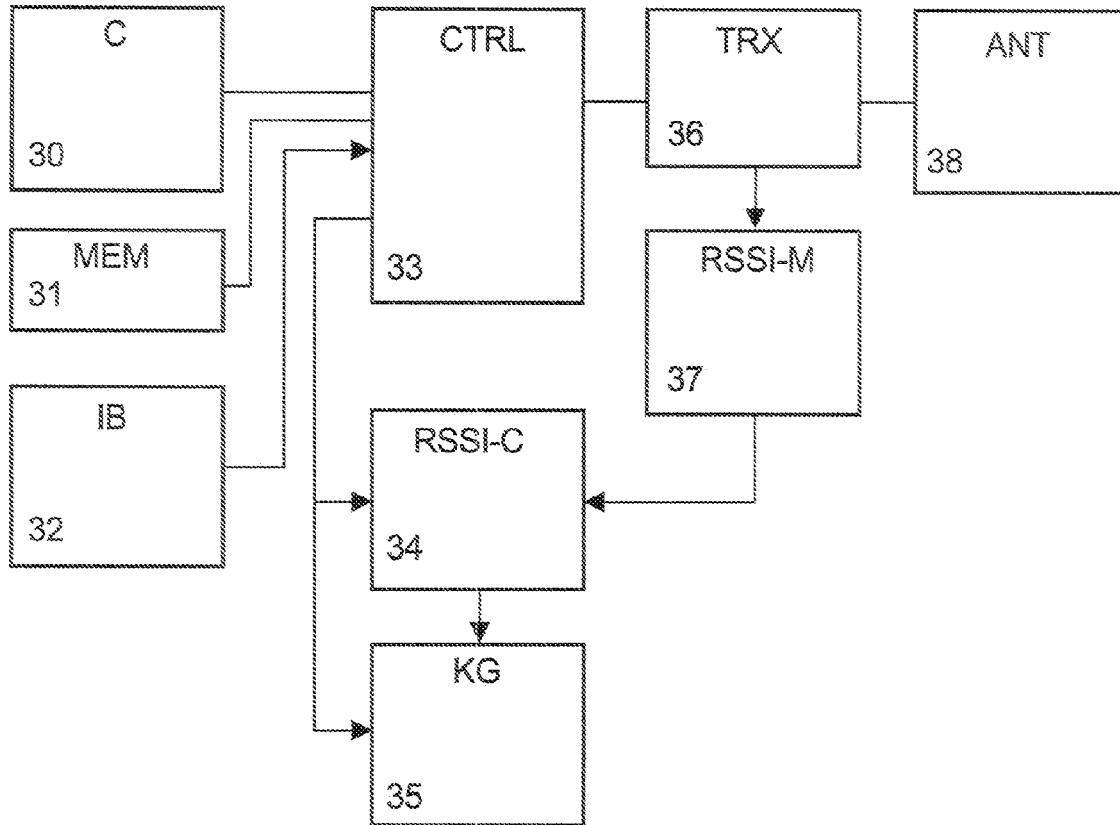 C
30
MEM
31
IB
32
CTRL
33
RSSI-C
34
KG
35
TRX
36
RSSI-M
37
ANT
38